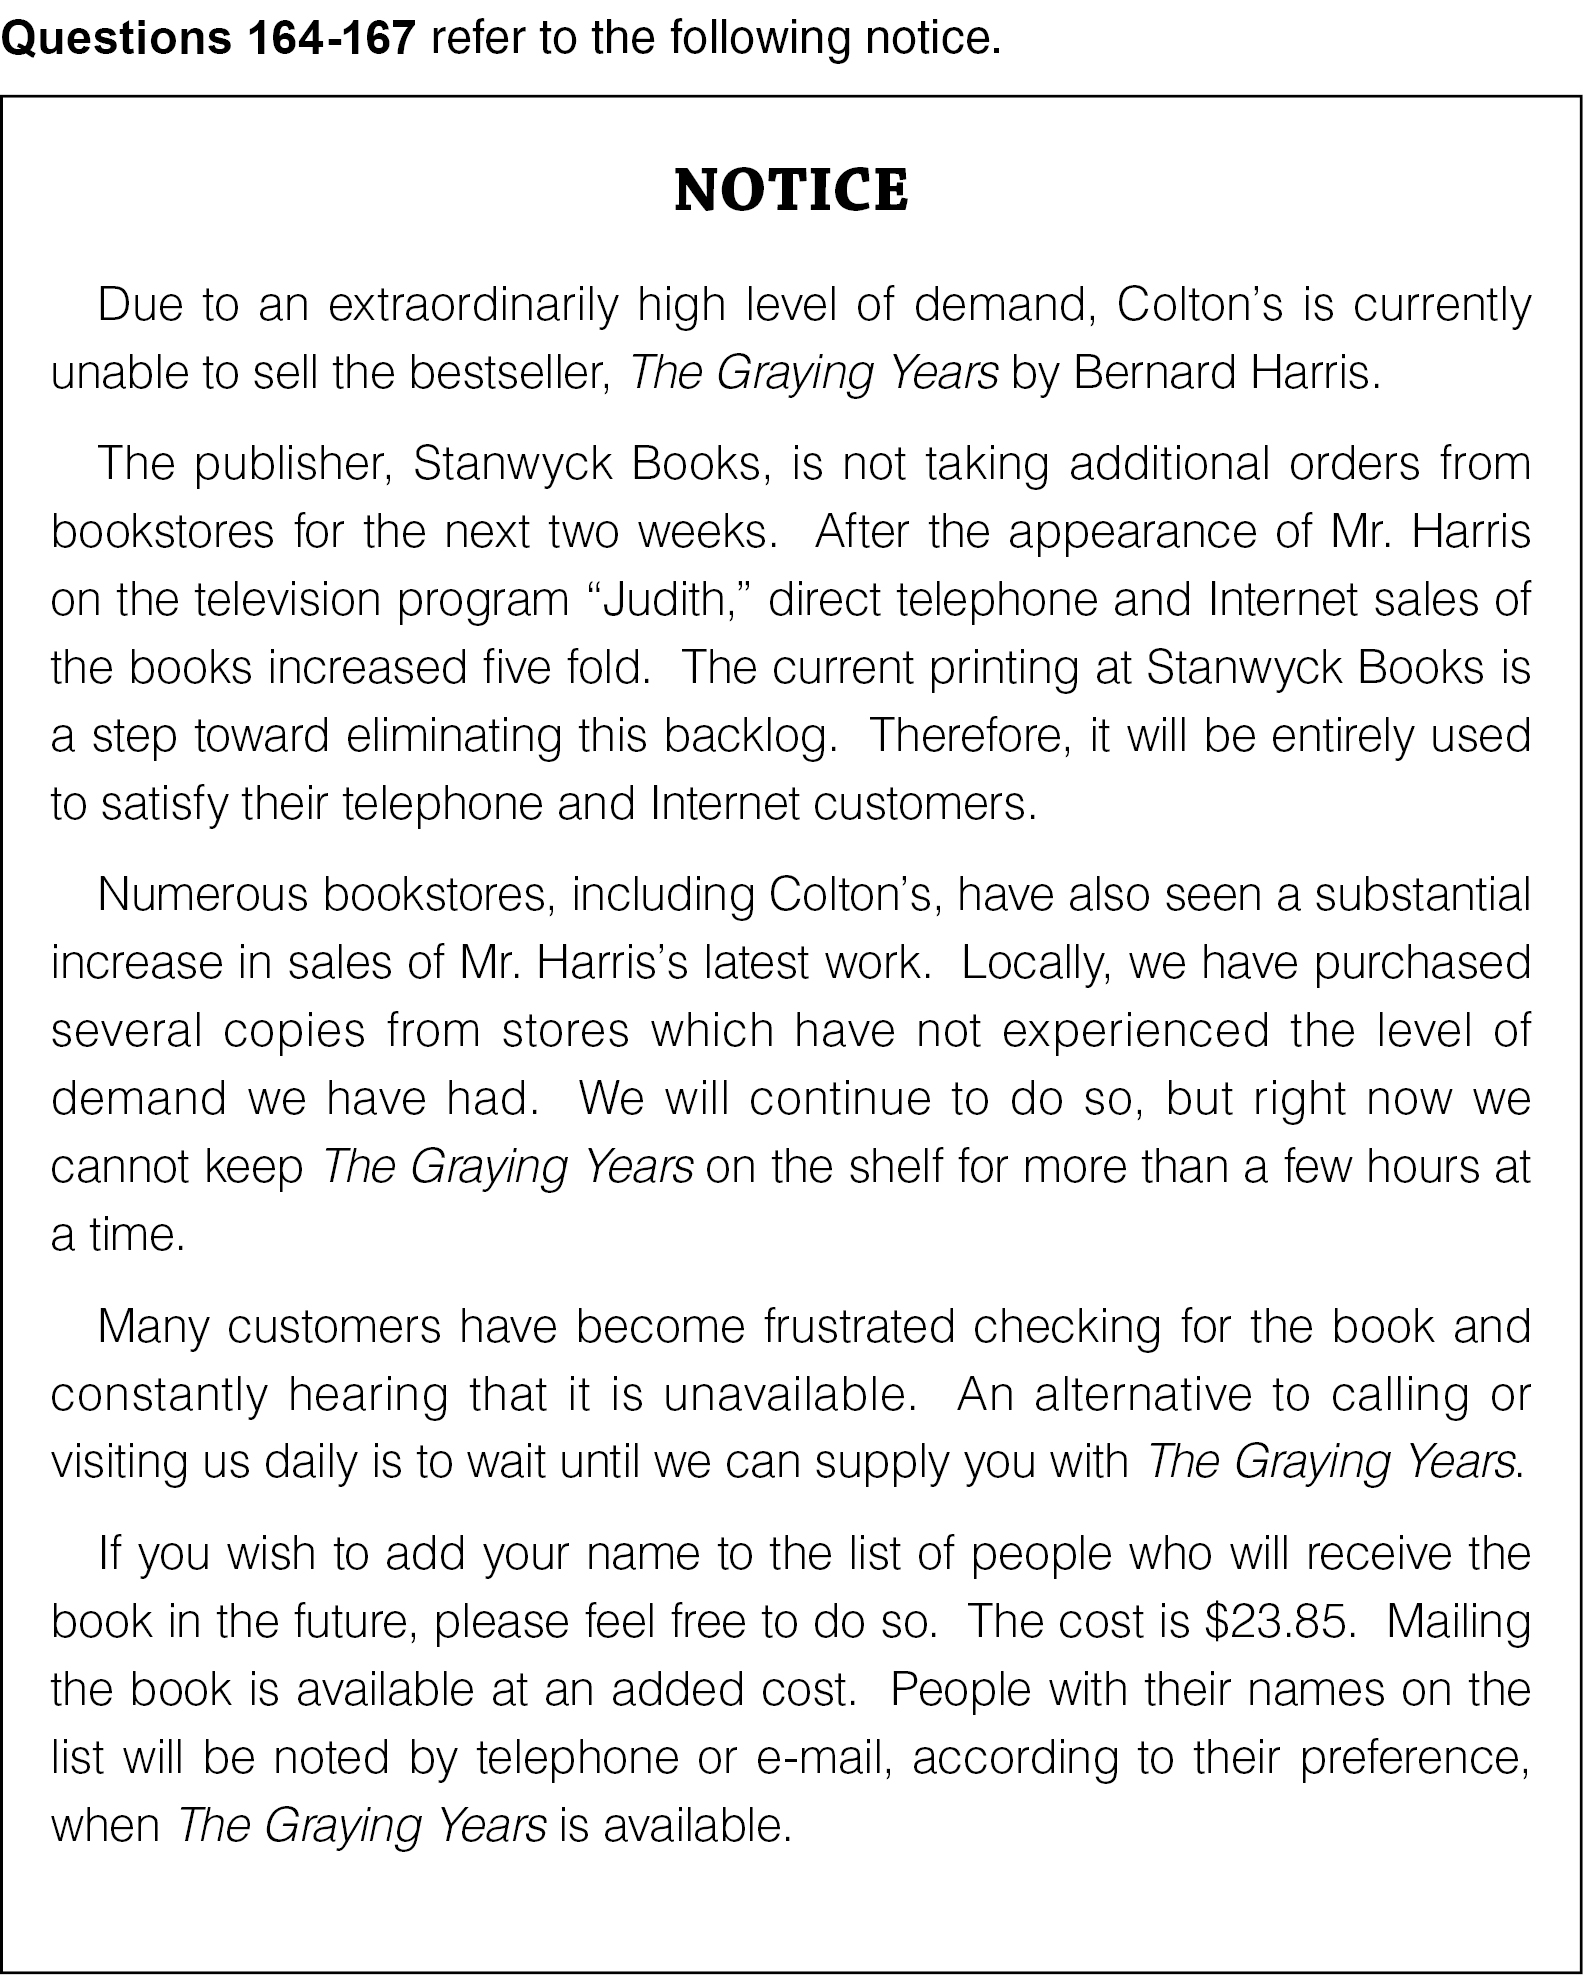 Questions 164-167 refer to the following notice.
NOTICE
Due to an extraordinarily high level of demand, Colton’s is currently
unable to sell the bestseller, The Graying Years by Bernard Harris.
The publisher, Stanwyck Books, is not taking additional orders from
bookstores for the next two weeks. After the appearance of Mr. Harris
on the television program “Judith,” direct telephone and Internet sales of
the books increased five fold. The current printing at Stanwyck Books is
a step toward eliminating this backlog. Therefore, it will be entirely used
to satisfy their telephone and Internet customers.
Numerous bookstores, including Colton’s, have also seen a substantial
increase in sales of Mr. Harris’s latest work. Locally, we have purchased
several copies from stores which have not experienced the level of
demand we have had. We will continue to do so, but right now we
cannot keep The Graying Years on the shelf for more than a few hours at
a time.
Many customers have become frustrated checking for the book and
constantly hearing that it is unavailable. An alternative to calling or
visiting us daily is to wait until we can supply you with The Graying Years.
If you wish to add your name to the list of people who will receive the
book in the future, please feel free to do so. The cost is $23.85. Mailing
the book is available at an added cost. People with their names on the
list will be noted by telephone or e-mail, according to their preference,
when The Graying Years is available.